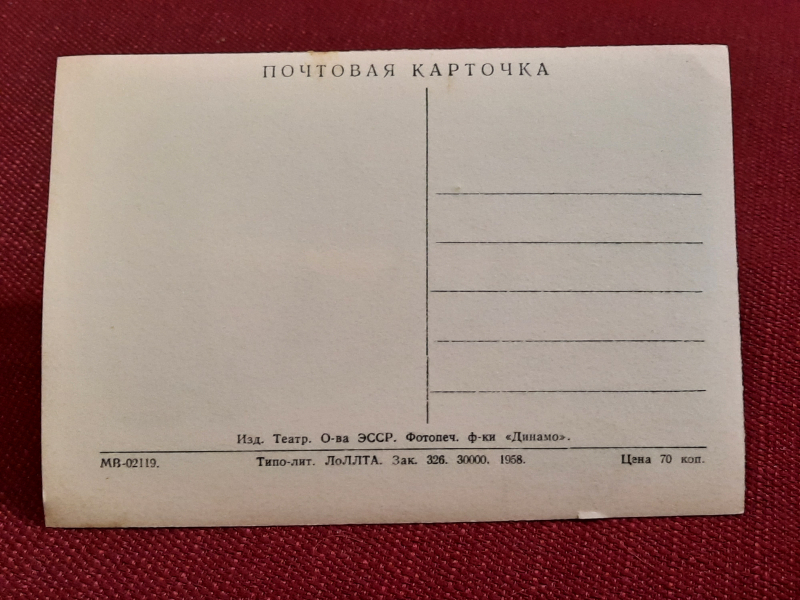 ПОЧТОВАЯ КАРТОЧКА
Изд. Театр. О-ва ЭССР. Фотопеч. ф-ки «Динамо».
МВ-02119. Типо-лит. ЛоЛЛТА. Зак. 326. 30000. 1958. Цена 70 коп.